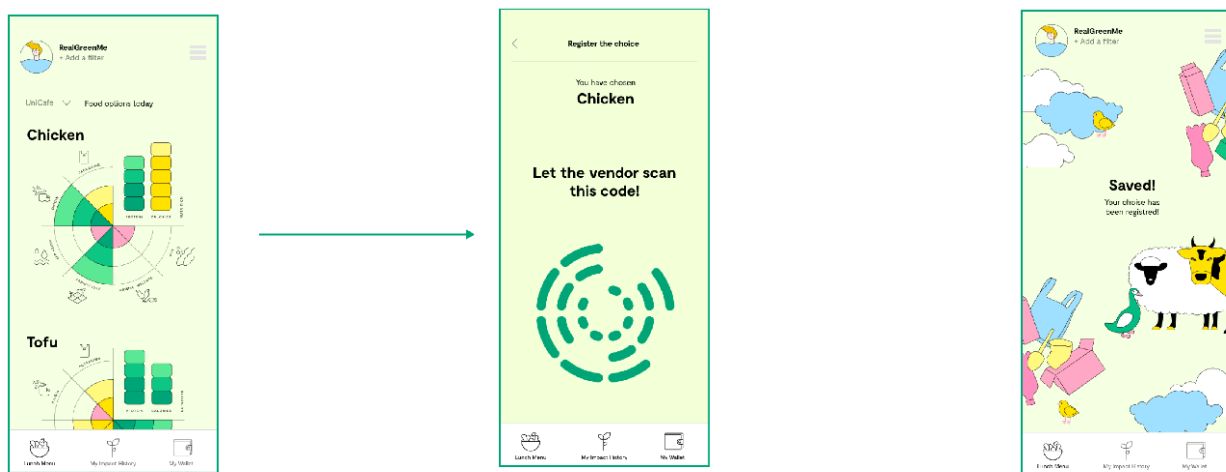 RealGreenMe
+ Add a filter
UniCafe
Food options today
Chicken
Tofu
Lunch Menu
My Impact History
My Wallet
Register the choice
You have chosen
Chicken
Let the vendor scan
this code!
Lunch Menu
My Impact History
My Wallet
RealGreenMe
+ Add a filter
Saved!
Your choise has
been registred!
Lunch Menu
My Impact History
My Wallet